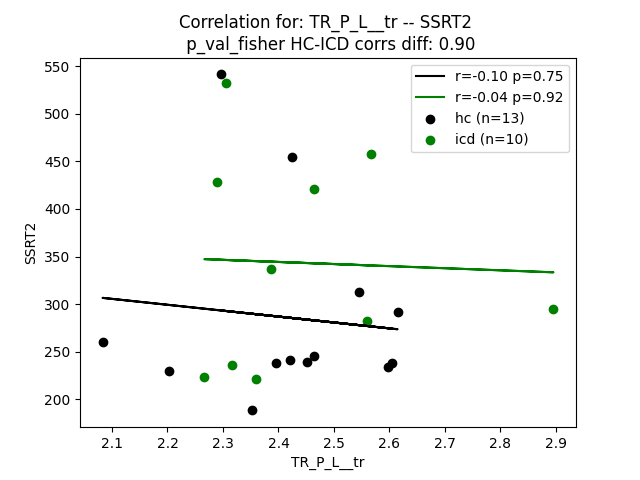 Correlation for: TR_P_L__tr -- SSRT2
p_val_fisher HC-ICD corrs diff: 0.90
r=-0.10 p=0.75
r=-0.04 p=0.92
hc (n=13)
icd (n=10)
SSRT2
550
500
450
400
350
300
250
200
2.1 2.2 2.3 2.4 2.5 2.6 2.7 2.8 2.9
TR_P_L__tr